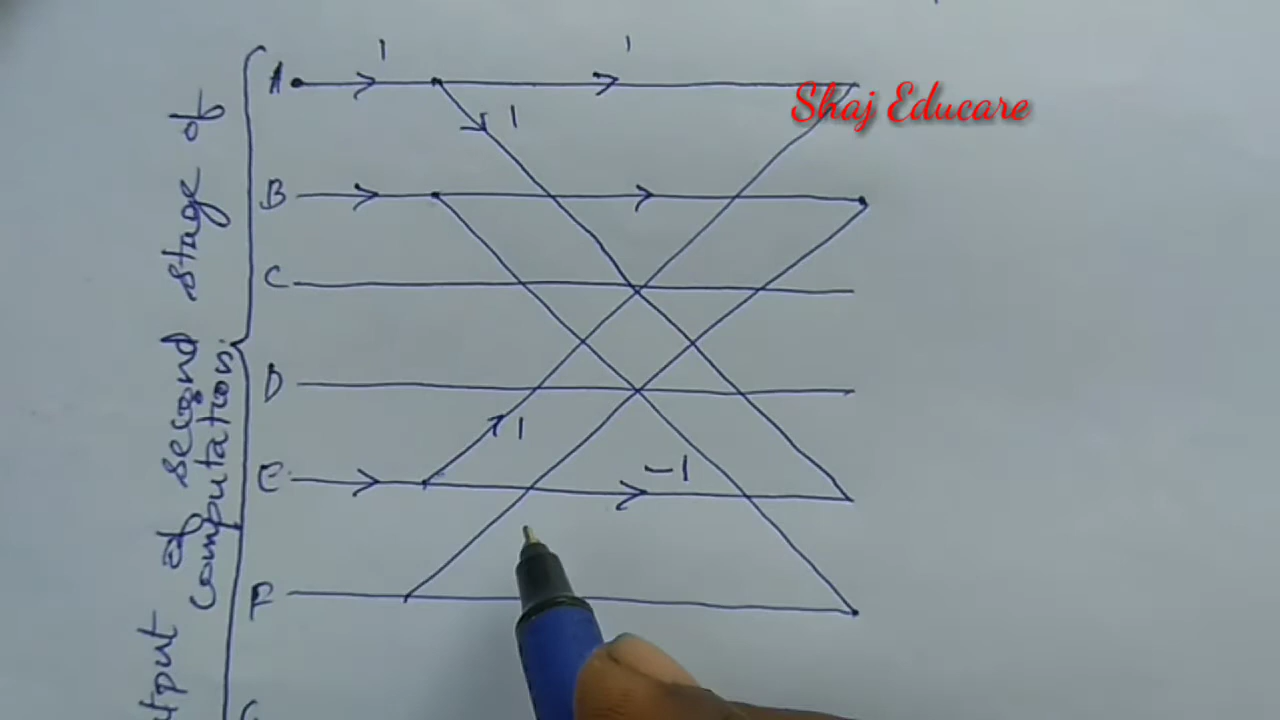 Output of second stage of
computation.
A
1
1
Shaj Educare
1
B
C
D
1
E
-1
F